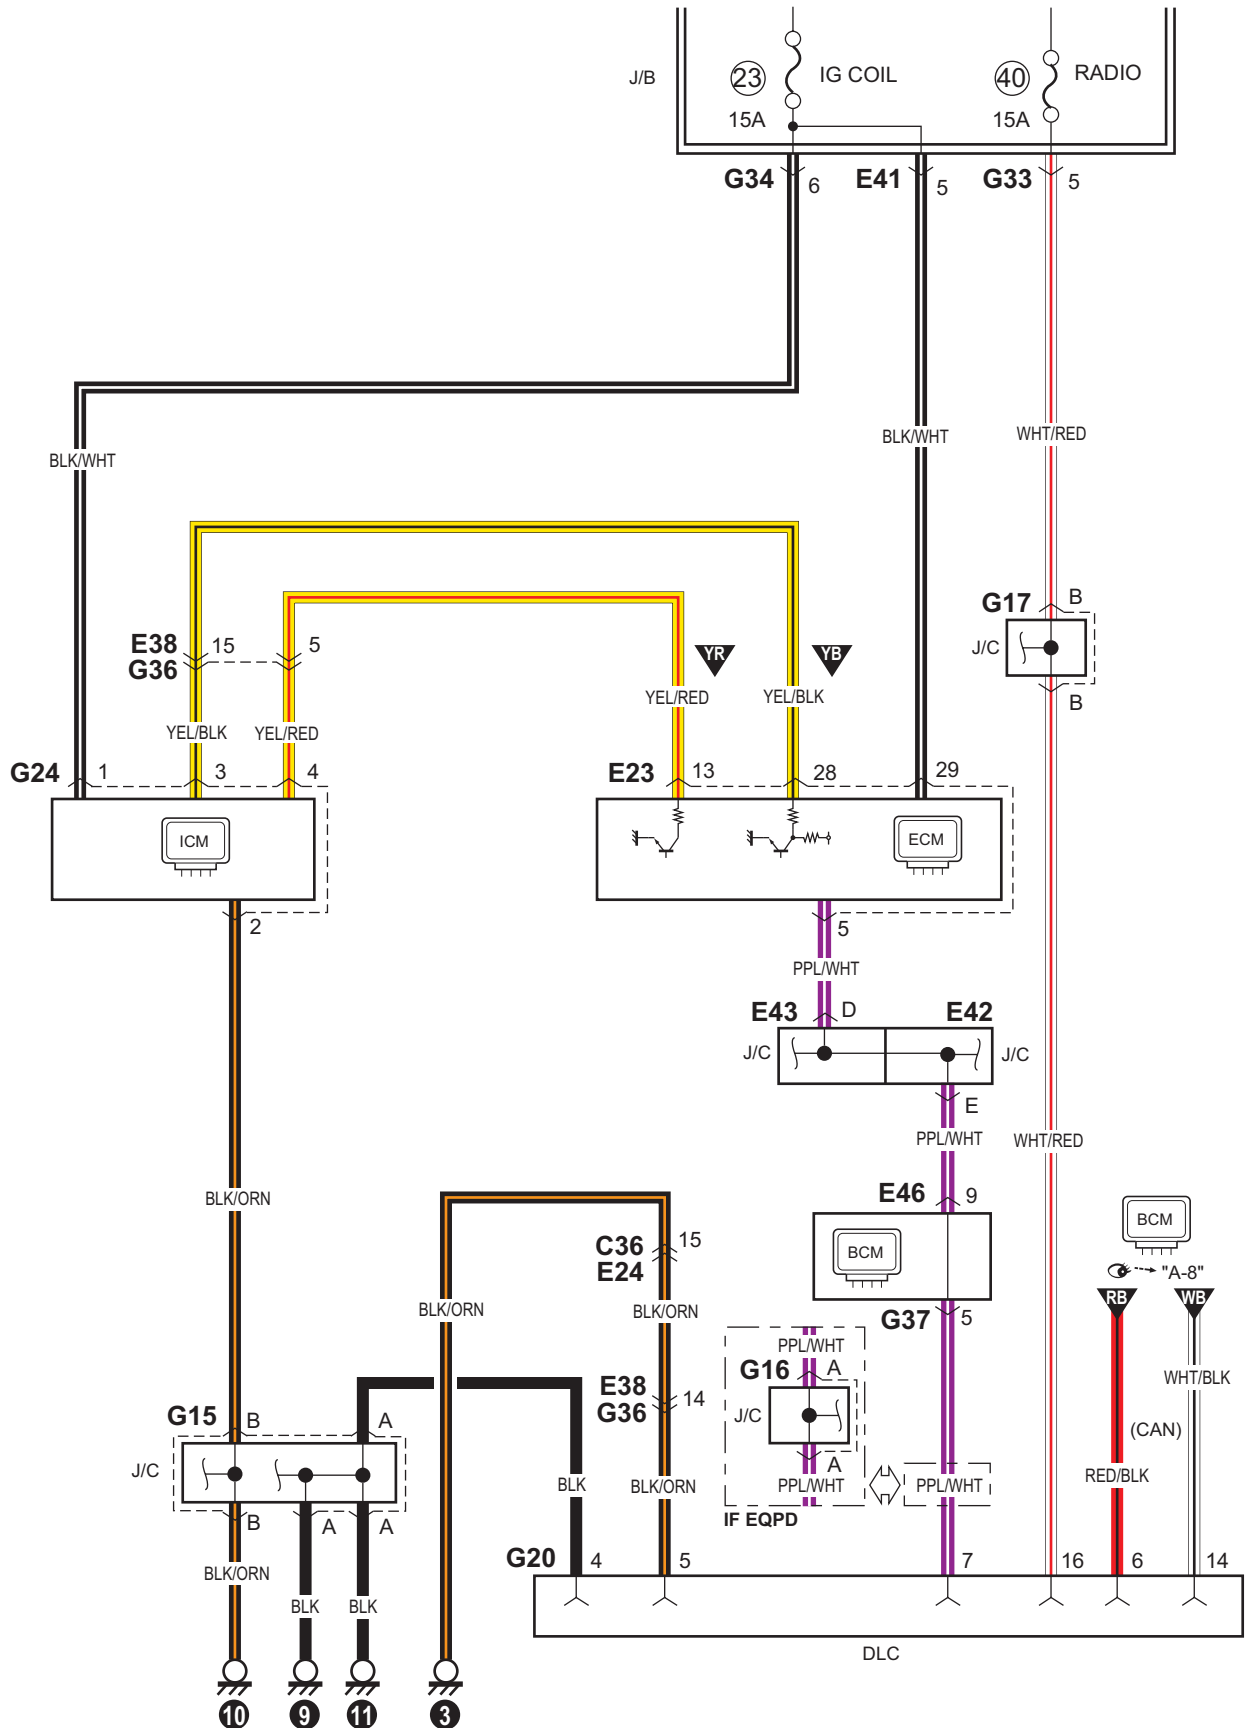 J/B
23
IG COIL
15A
40
RADIO
15A
G34
6
E41
5
G33
5
BLK/WHT
BLK/WHT
WHT/RED
E38
15
5
G36
YR
YB
G17
B
J/C
B
YEL/BLK
YEL/RED
YEL/RED
YEL/BLK
G24
1
3
4
E23
13
28
29
ICM
ECM
2
5
PPL/WHT
E43
D
E42
J/C
J/C
E
PPL/WHT
WHT/RED
BLK/ORN
E46
9
BCM
BCM
"A-8"
C36
15
E24
G37
5
RB
WB
BLK/ORN
BLK/ORN
PPL/WHT
G16
A
J/C
A
PPL/WHT
IF EQPD
PPL/WHT
WHT/BLK
(CAN)
RED/BLK
E38
14
G36
G15
B
A
J/C
B
A
A
BLK
BLK/ORN
BLK/ORN
BLK
BLK
G20
4
5
7
16
6
14
DLC
10
9
11
3